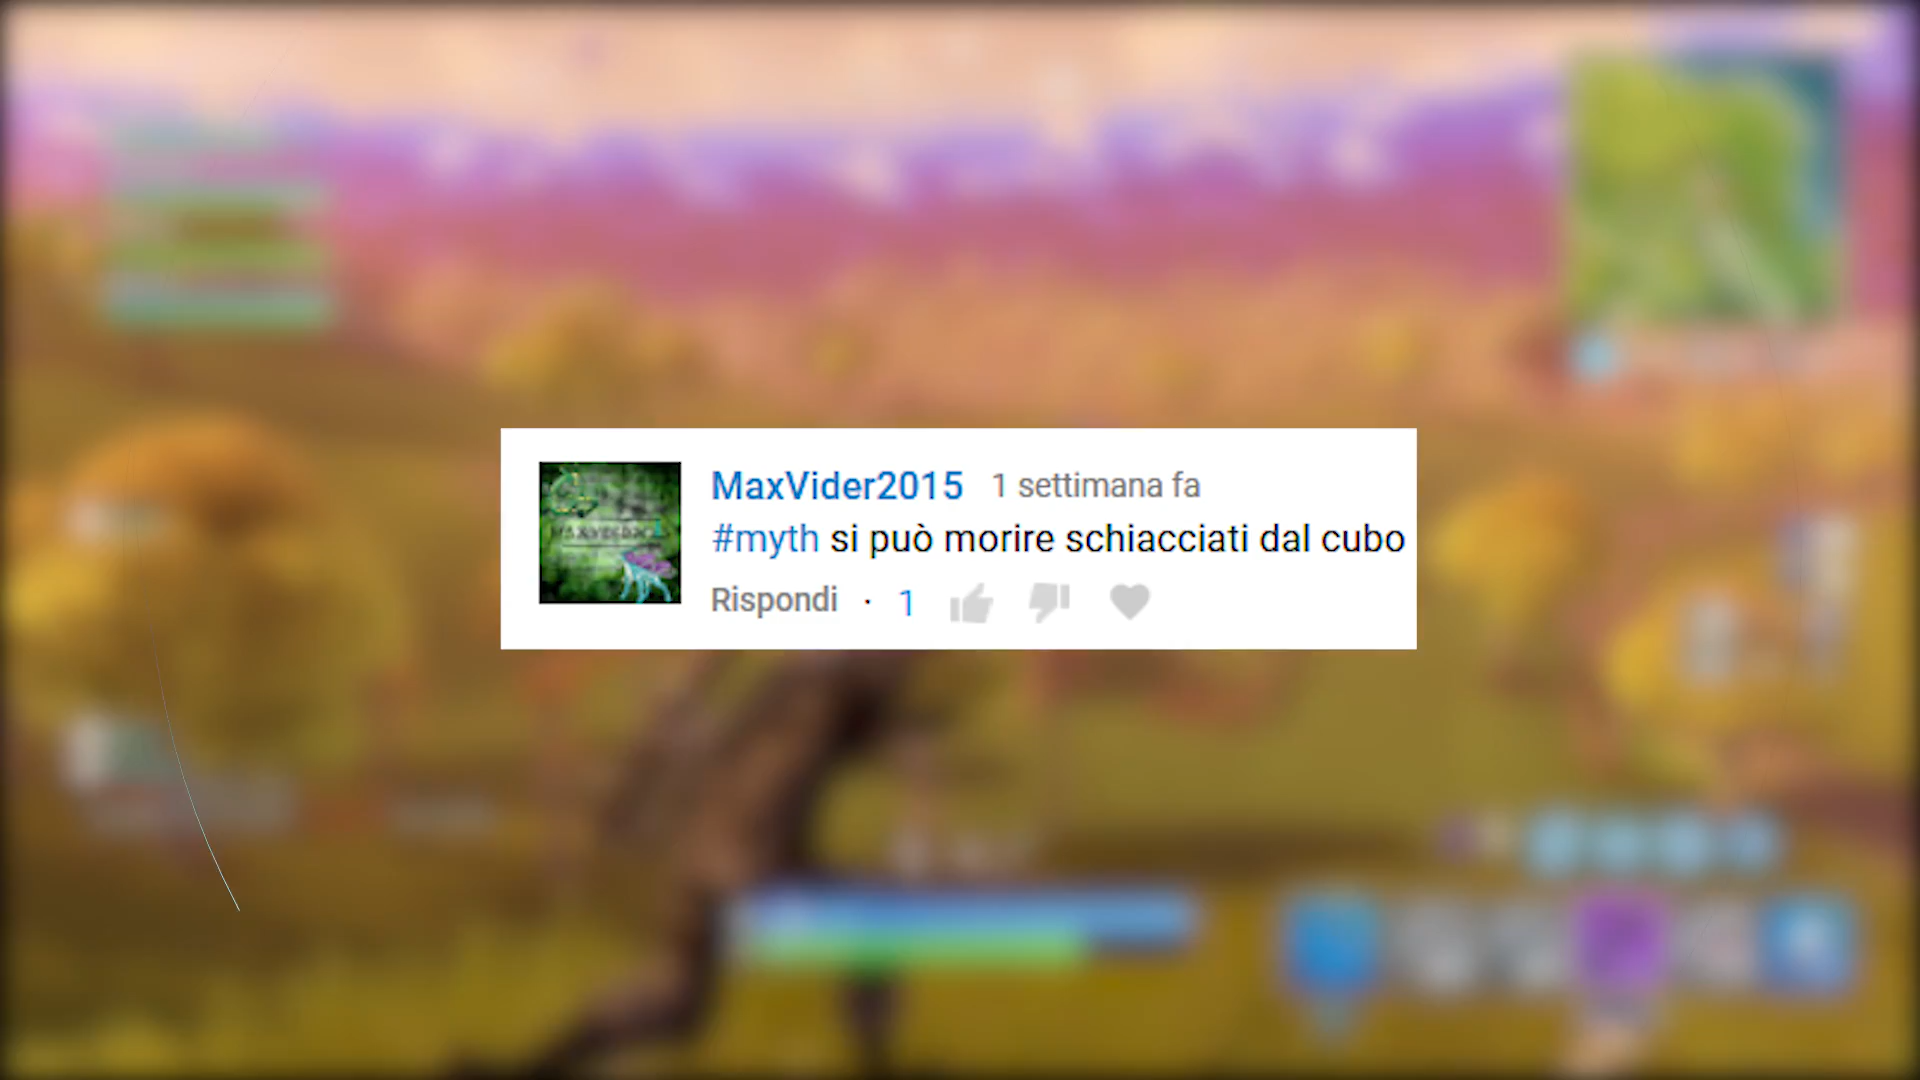 MaxVider2015 1 settimana fa
#myth si può morire schiacciati dal cubo
Rispondi · 1